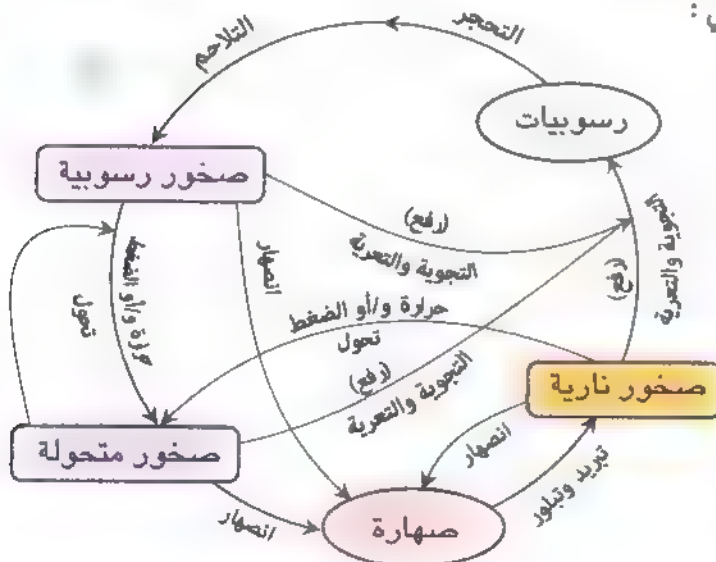 التحجر
التلاحم
رسوبيات
صخور رسوبية
(رفع)
التجوية والتعرية
التجوية والتعرية
(رفع)
انصهار
حرارة و/أو الضغط
تحول
حرارة و/أو الضغط
تحول
(رفع)
التجوية والتعرية
صخور نارية
صخور متحولة
انصهار
تبريد وتبلور
صهارة
انصهار